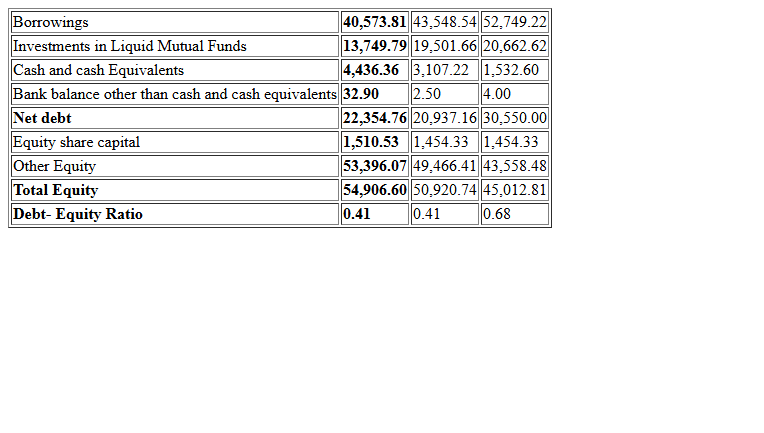 Borrowings 40,573.81 43,548.54 52,749.22
Investments in Liquid Mutual Funds 13,749.79 19,501.66 20,662.62
Cash and cash Equivalents 4,436.36 3,107.22 1,532.60
Bank balance other than cash and cash equivalents 32.90 2.50 4.00
Net debt 22,354.76 20,937.16 30,550.00
Equity share capital 1,510.53 1,454.33 1,454.33
Other Equity 53,396.07 49,466.41 43,558.48
Total Equity 54,906.60 50,920.74 45,012.81
Debt- Equity Ratio 0.41 0.41 0.68